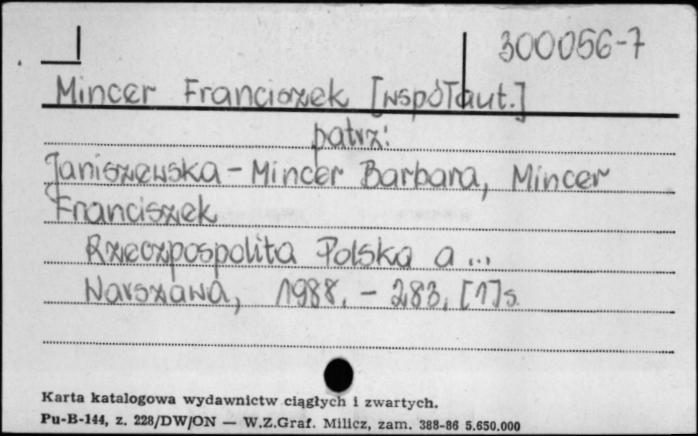 300056-7
Mincer Franciszek [współaut.]
patrz:
Janiszewska-Mincer Barbara, Mincer
Franciszek
Rzeczpospolita Polska a ...
Warszawa, 1988. - 283, [1] s.
Karta katalogowa wydawnictw ciągłych i zwartych.
Pu-B-144, z. 228/DW/ON — W.Z.Graf. Milicz, zam. 388-86 5.650.000